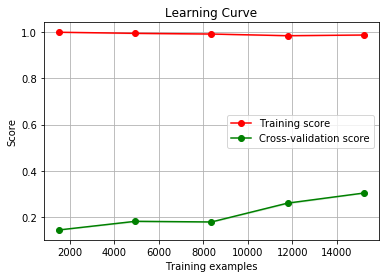 Learning Curve
1.0
0.8
0.6
0.4
0.2
Score
Training score
Cross-validation score
2000 4000 6000 8000 10000 12000 14000
Training examples